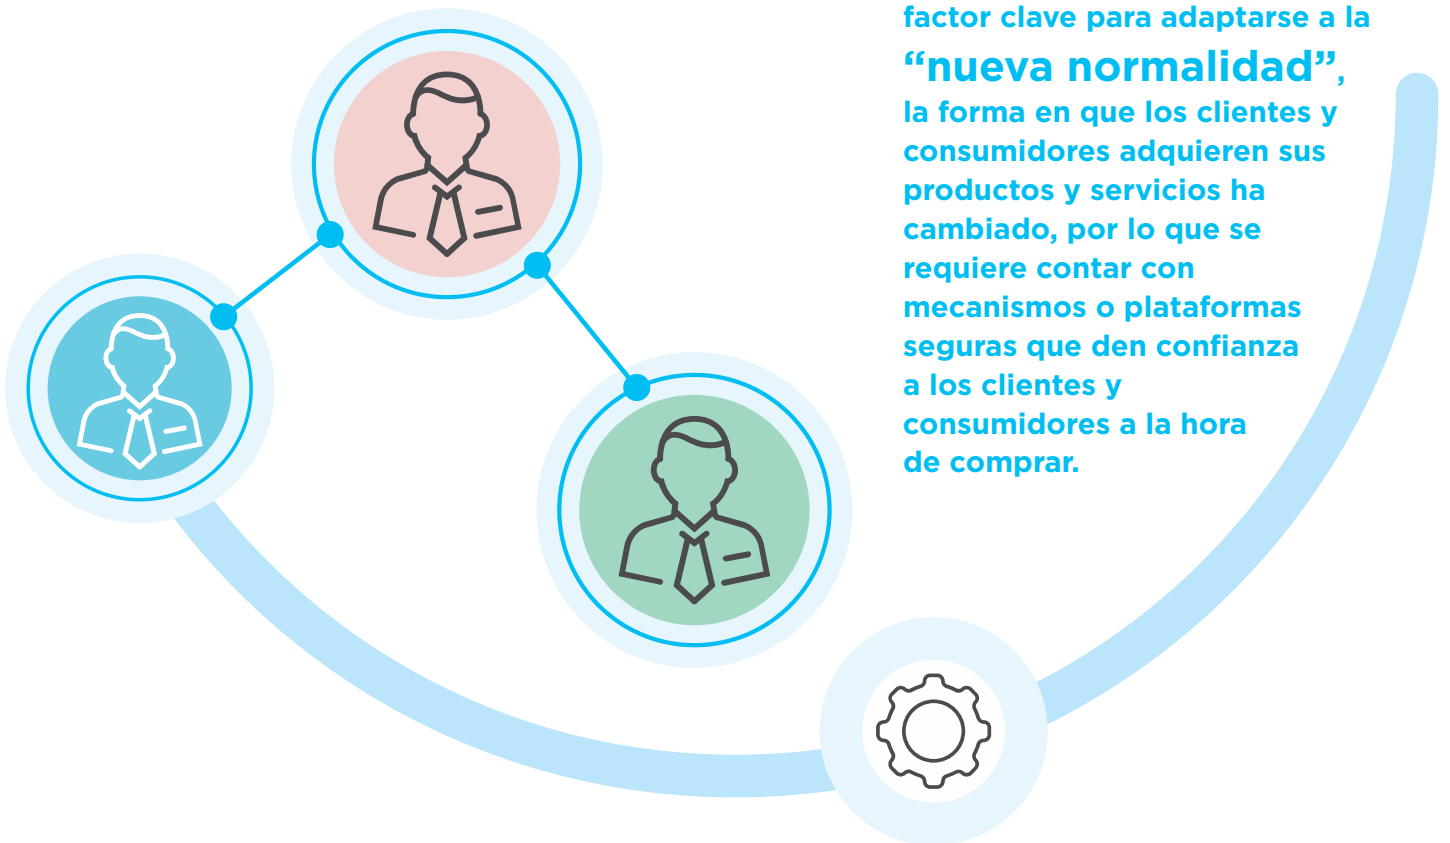 factor clave para adaptarse a la
“nueva normalidad”,
la forma en que los clientes y
consumidores adquieren sus
productos y servicios ha
cambiado, por lo que se
requiere contar con
mecanismos o plataformas
seguras que den confianza
a los clientes y
consumidores a la hora
de comprar.